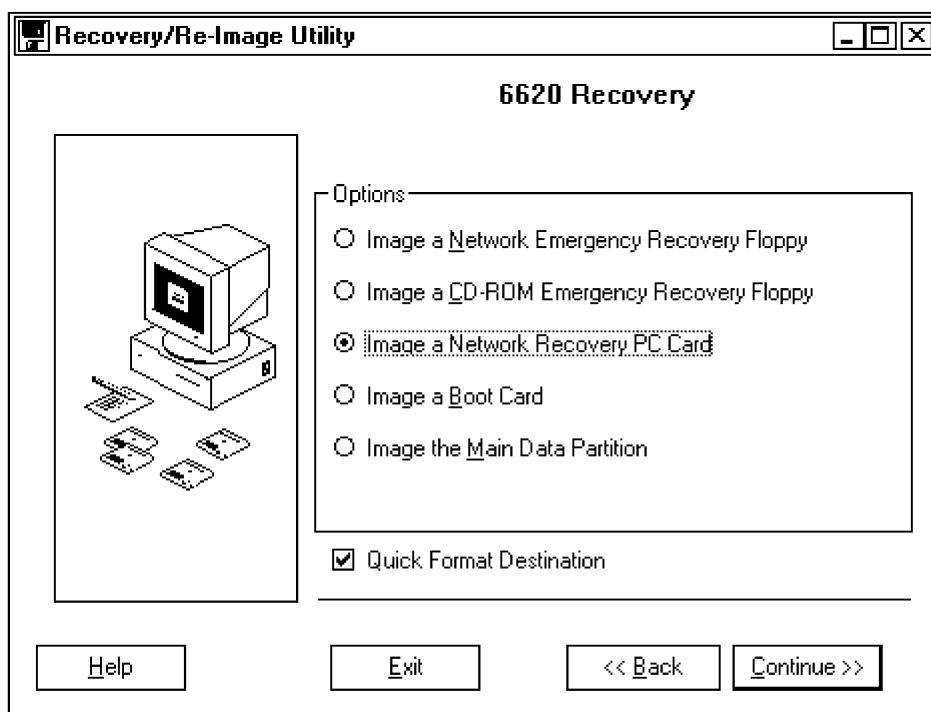 Recovery/Re-Image Utility
6620 Recovery
Options
Image a Network Emergency Recovery Floppy
Image a CD-ROM Emergency Recovery Floppy
Image a Network Recovery PC Card
Image a Boot Card
Image the Main Data Partition
Quick Format Destination
Help
Exit
<< Back
Continue >>